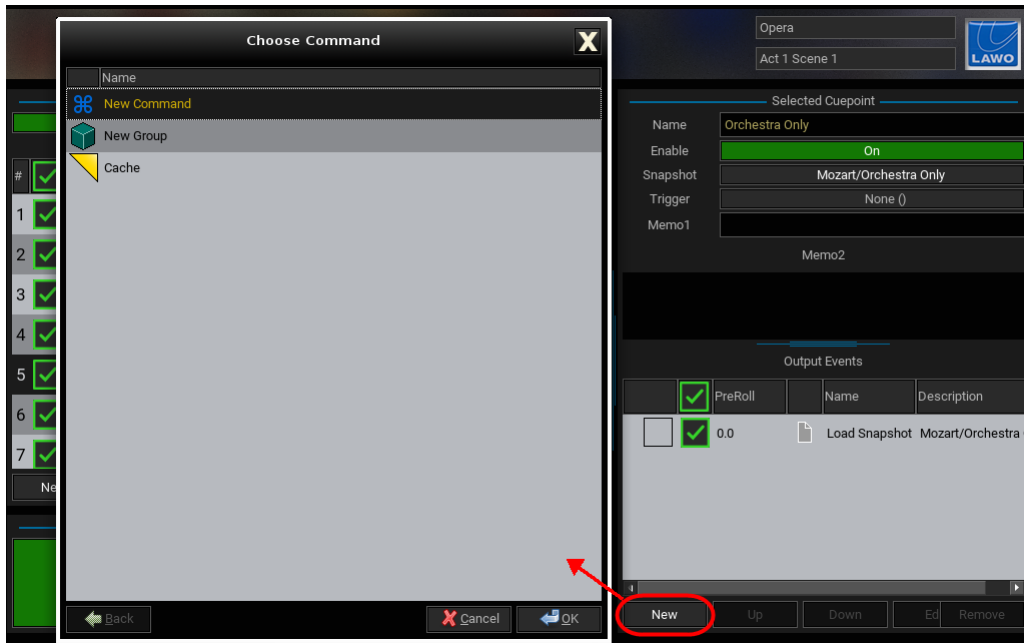 Choose Command
X
Name
New Command
New Group
Cache
Back
Cancel
OK
#
1
2
3
4
5
6
7
Ne
Opera
Act 1 Scene 1
LAWO
Selected Cuepoint
Name Orchestra Only
Enable On
Snapshot Mozart/Orchestra Only
Trigger None ()
Memo1
Memo2
Output Events
PreRoll Name Description
0.0 Load Snapshot Mozart/Orchestra
New Up Down Ed Remove